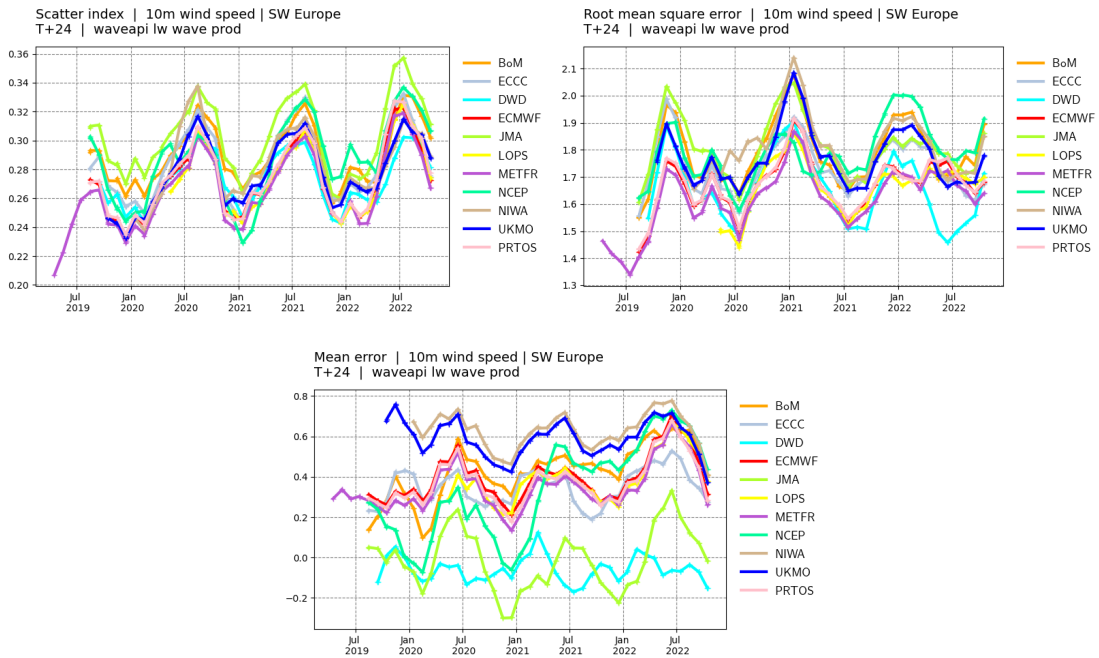 Scatter index | 10m wind speed | SW Europe
T+24 | waveapi lw wave prod
0.36
0.34
0.32
0.30
0.28
0.26
0.24
0.22
0.20
Jul
2019
Jan
2020
Jul
2020
Jan
2021
Jul
2021
Jan
2022
Jul
2022
BoM
ECCC
DWD
ECMWF
JMA
LOPS
METFR
NCEP
NIWA
UKMO
PRTOS
Root mean square error | 10m wind speed | SW Europe
T+24 | waveapi lw wave prod
2.1
2.0
1.9
1.8
1.7
1.6
1.5
1.4
1.3
Jul
2019
Jan
2020
Jul
2020
Jan
2021
Jul
2021
Jan
2022
Jul
2022
BoM
ECCC
DWD
ECMWF
JMA
LOPS
METFR
NCEP
NIWA
UKMO
PRTOS
Mean error | 10m wind speed | SW Europe
T+24 | waveapi lw wave prod
0.8
0.6
0.4
0.2
0.0
−0.2
Jul
2019
Jan
2020
Jul
2020
Jan
2021
Jul
2021
Jan
2022
Jul
2022
BoM
ECCC
DWD
ECMWF
JMA
LOPS
METFR
NCEP
NIWA
UKMO
PRTOS